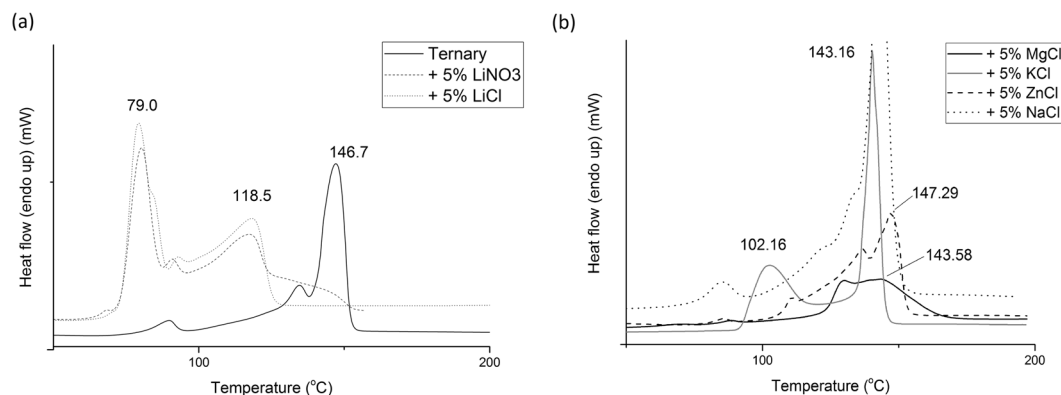 (a)
Ternary
+ 5% LiNO3
+ 5% LiCl
79.0
146.7
118.5
Heat flow (endo up) (mW)
100
200
Temperature (°C)
(b)
143.16
+ 5% MgCl
+ 5% KCl
+ 5% ZnCl
+ 5% NaCl
147.29
102.16
143.58
Heat flow (endo up) (mW)
100
200
Temperature (°C)